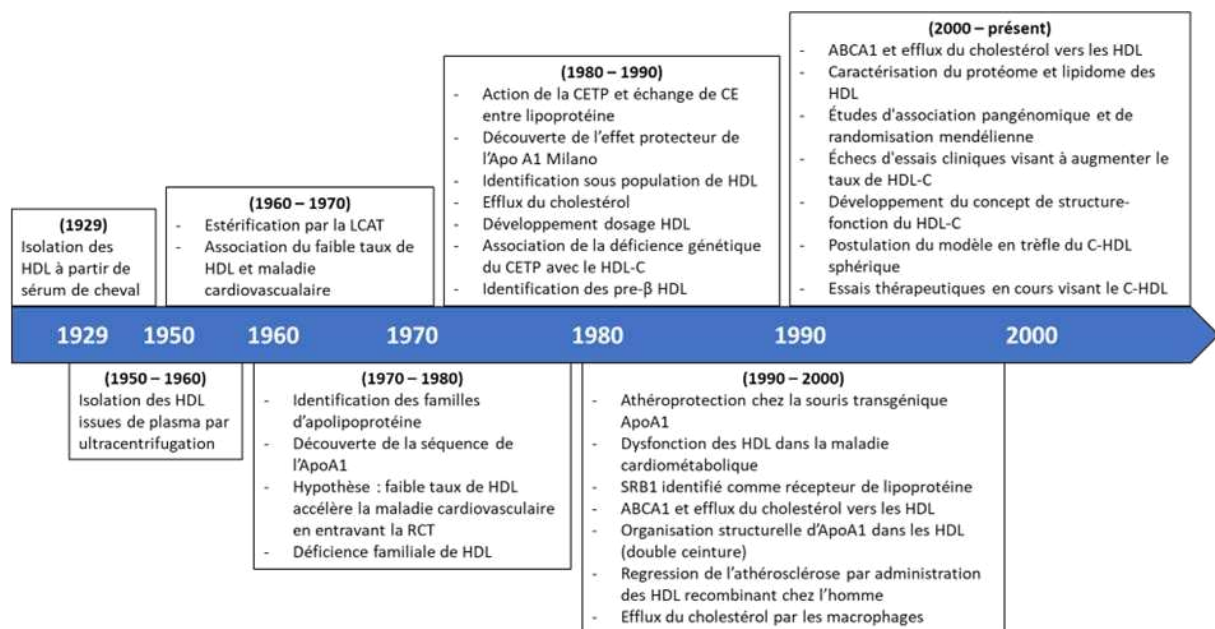 (2000 – présent)
- ABCA1 et efflux du cholestérol vers les HDL
- Caractérisation du protéome et lipidome des
HDL
- Études d'association pangénomique et de
randomisation mendélienne
- Échecs d'essais cliniques visant à augmenter le
taux de HDL-C
- Développement du concept de structure-
fonction du HDL-C
- Postulation du modèle en trèfle du C-HDL
sphérique
- Essais thérapeutiques en cours visant le C-HDL
(1980 – 1990)
- Action de la CETP et échange de CE
entre lipoprotéine
- Découverte de l'effet protecteur de
l'Apo A1 Milano
- Identification sous population de HDL
- Efflux du cholestérol
- Développement dosage HDL
- Association de la déficience génétique
du CETP avec le HDL-C
- Identification des pre-β HDL
(1960 – 1970)
- Estérification par la LCAT
- Association du faible taux de
HDL et maladie
cardiovascualaire
(1929)
Isolation des
HDL à partir de
sérum de cheval
1929 1950 1960 1970 1980 1990 2000
(1950 – 1960)
Isolation des HDL
issues de plasma par
ultracentrifugation
(1970 – 1980)
- Identification des familles
d'apolipoprotéine
- Découverte de la séquence de
l'ApoA1
- Hypothèse : faible taux de HDL
accélère la maladie cardiovasculaire
en entravant la RCT
- Déficience familiale de HDL
(1990 – 2000)
- Athéroprotection chez la souris transgénique
ApoA1
- Dysfonction des HDL dans la maladie
cardiométabolique
- SRB1 identifié comme récepteur de lipoprotéine
- ABCA1 et efflux du cholestérol vers les HDL
- Organisation structurelle d'ApoA1 dans les HDL
(double ceinture)
- Regression de l'athérosclérose par administration
des HDL recombinant chez l'homme
- Efflux du cholestérol par les macrophages